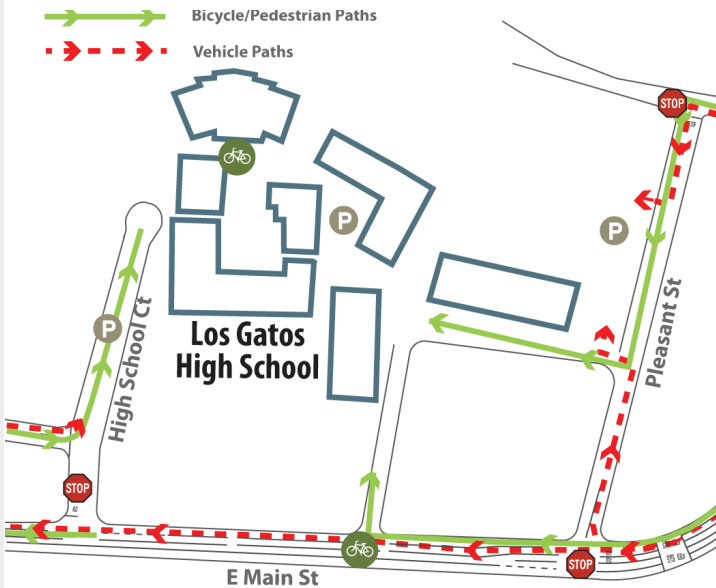 Bicycle/Pedestrian Paths
Vehicle Paths
STOP
P
P
Pleasant St
P
High School Ct
Los Gatos
High School
STOP
STOP
E Main St